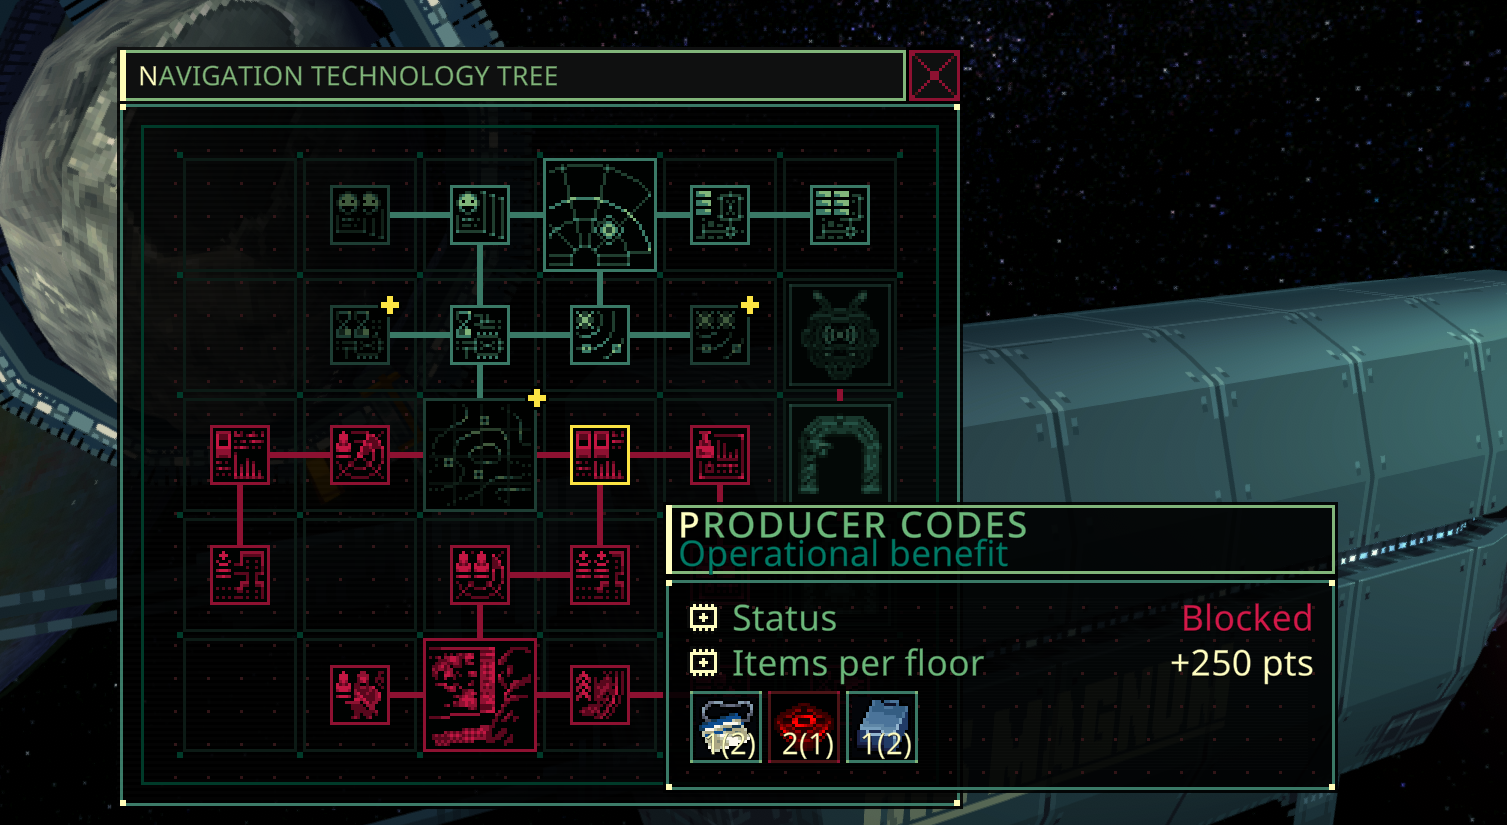 NAVIGATION TECHNOLOGY TREE
PRODUCER CODES
Operational benefit
Status Blocked
Items per floor +250 pts
1(2) 2(1) 1(2)